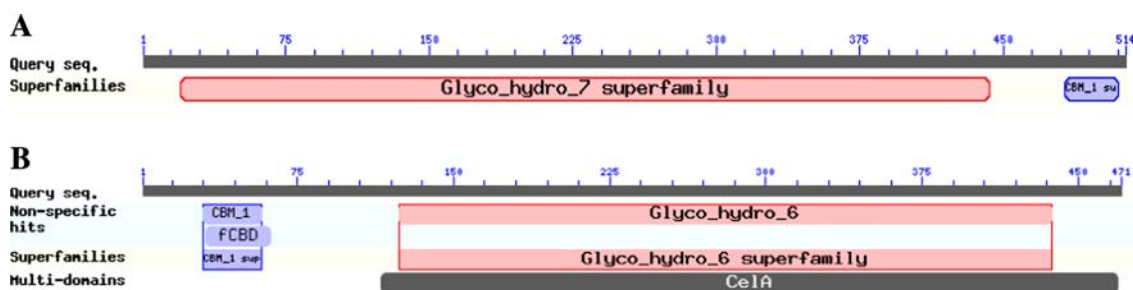 A
1 75 150 225 300 375 450 514
Query seq.
Superfamilies Glyco_hydro_7 superfamily CBM_1 su
B
1 75 150 225 300 375 450 471
Query seq.
Non-specific CBM_1 Glyco_hydro_6
hits fCBD
Superfamilies CBM_1 sup Glyco_hydro_6 superfamily
Multi-domains CelA